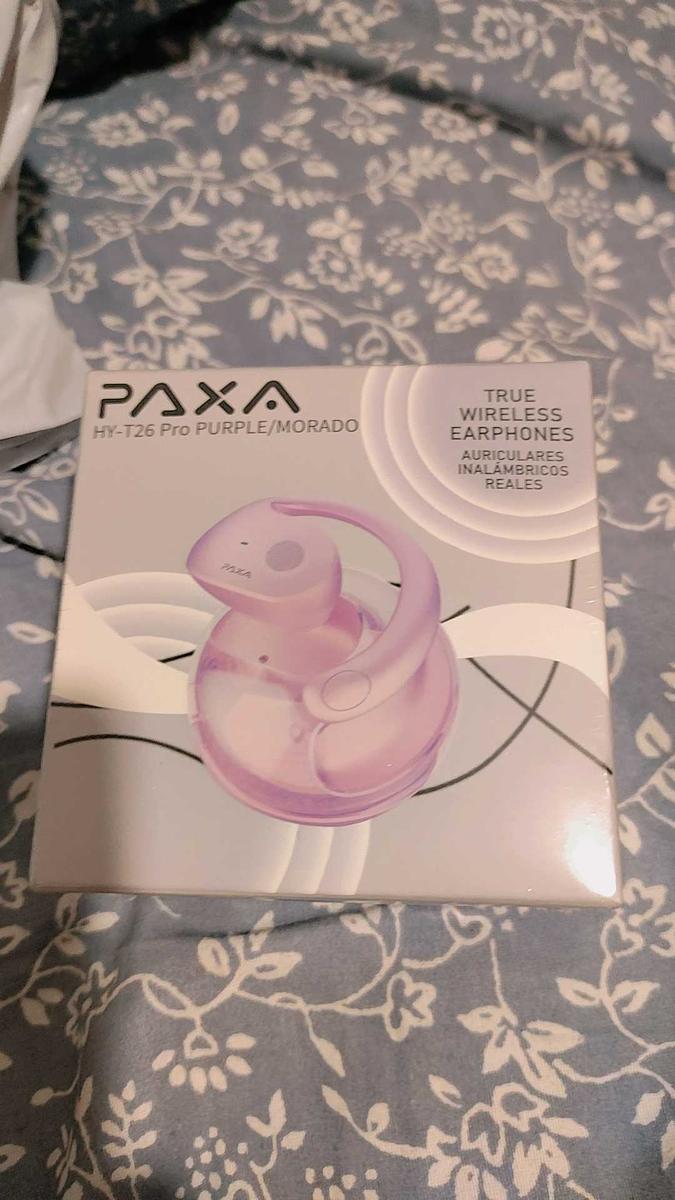 PAXA
HY-T26 Pro PURPLE/MORADO
TRUE
WIRELESS
EARPHONES
AURICULARES
INALÁMBRICOS
REALES
PAXA